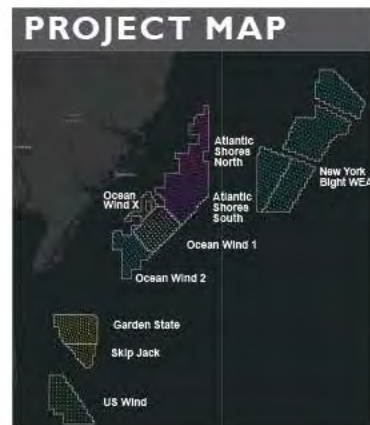 PROJECT MAP
Atlantic
Shores
North
New York
Bight WEA
Ocean
Wind X
Atlantic
Shores
South
Ocean Wind 1
Ocean Wind 2
Garden State
Skip Jack
US Wind